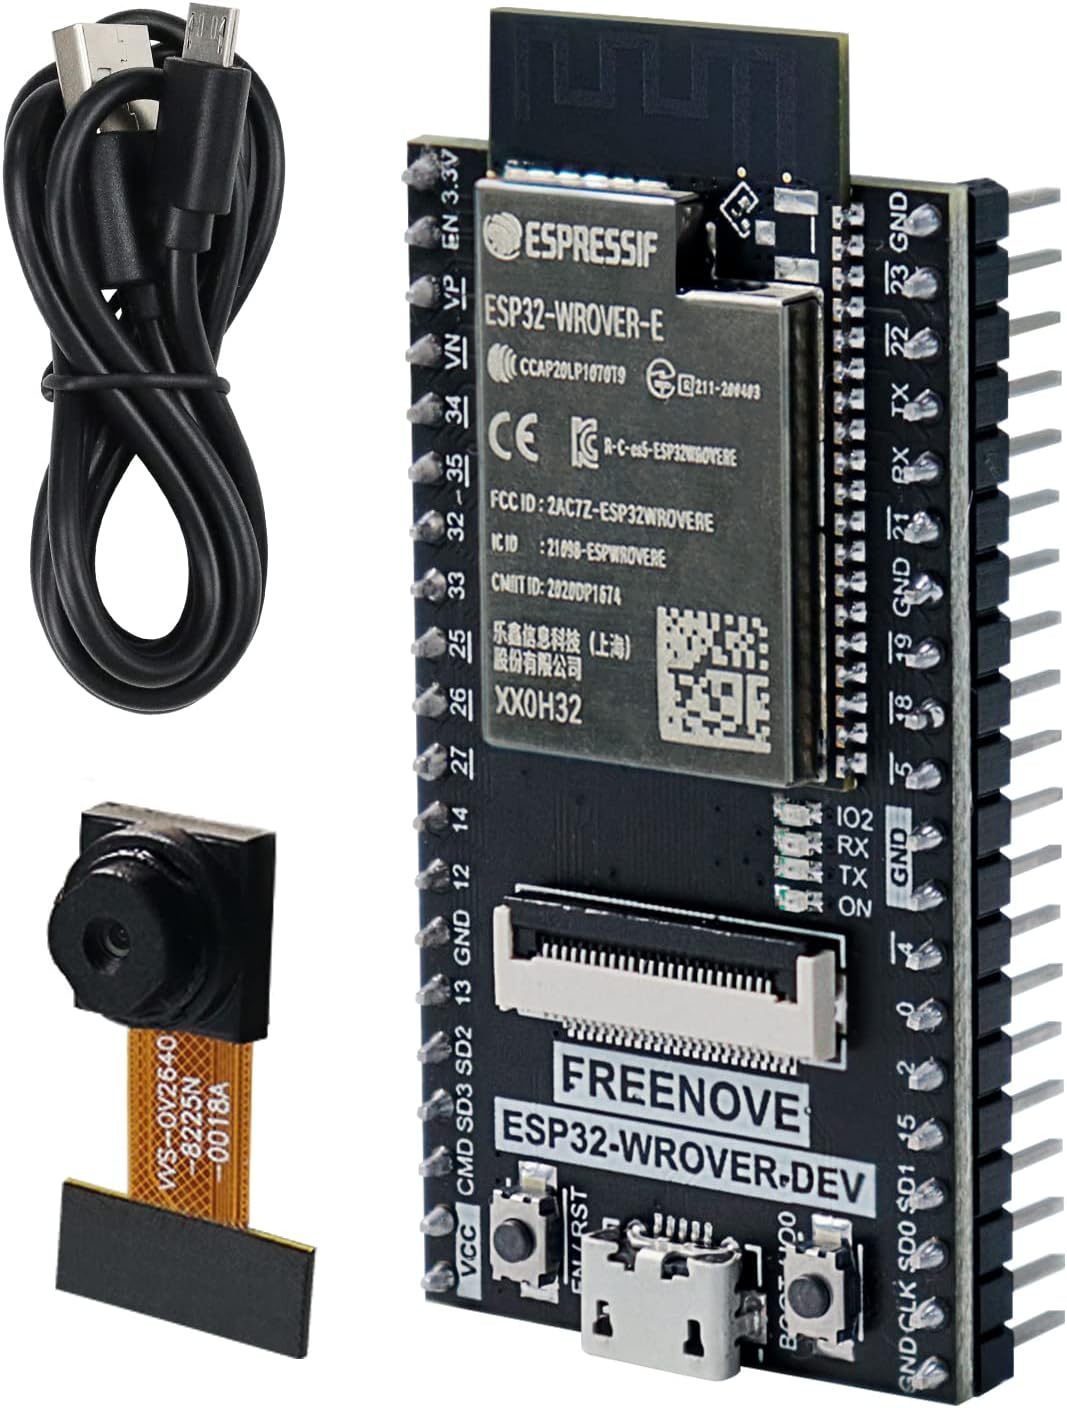 ESPRESSIF
ESP32-WROVER-E
CCAP20LP1070T9
R 211-200403
CE
R-C-es5-ESP32WROVERE
FCC ID : 2AC7Z-ESP32WROVERE
IC ID : 21098-ESPWROVERE
CMIIT ID: 2020DP1674
乐鑫信息科技（上海）
股份有限公司
XX0H32
3.3V
EN
VP
VN
34
35
32
33
25
26
27
14
12
GND
13
SD2
SD3
CMD
VCC
GND
23
22
TX
RX
21
GND
19
18
5
GND
4
0
2
15
SD1
SD0
CLK
GND
IO2
RX
TX
ON
FREENOVE
ESP32-WROVER-DEV
EN / RST
VVS-OV2640
-8225N
-0018A